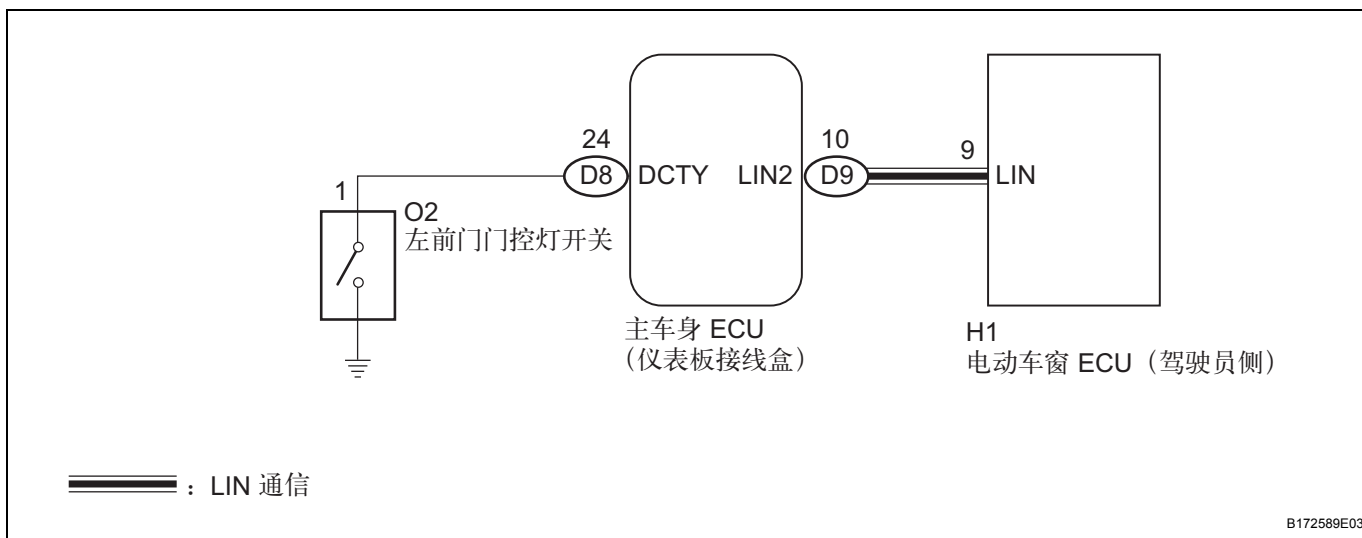 24
10
9
D8
DCTY
LIN2
D9
LIN
1
O2
左前门门控灯开关
主车身 ECU
（仪表板接线盒）
H1
电动车窗 ECU（驾驶员侧）
：LIN 通信
B172589E03